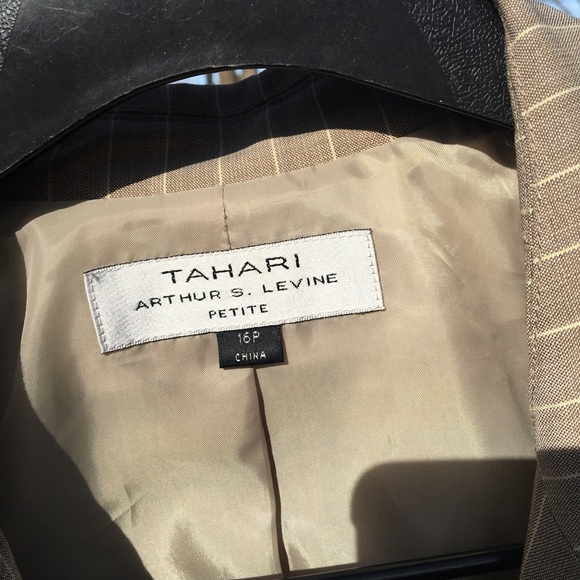 TAHARI
ARTHUR S. LEVINE
PETITE
16P
CHINA